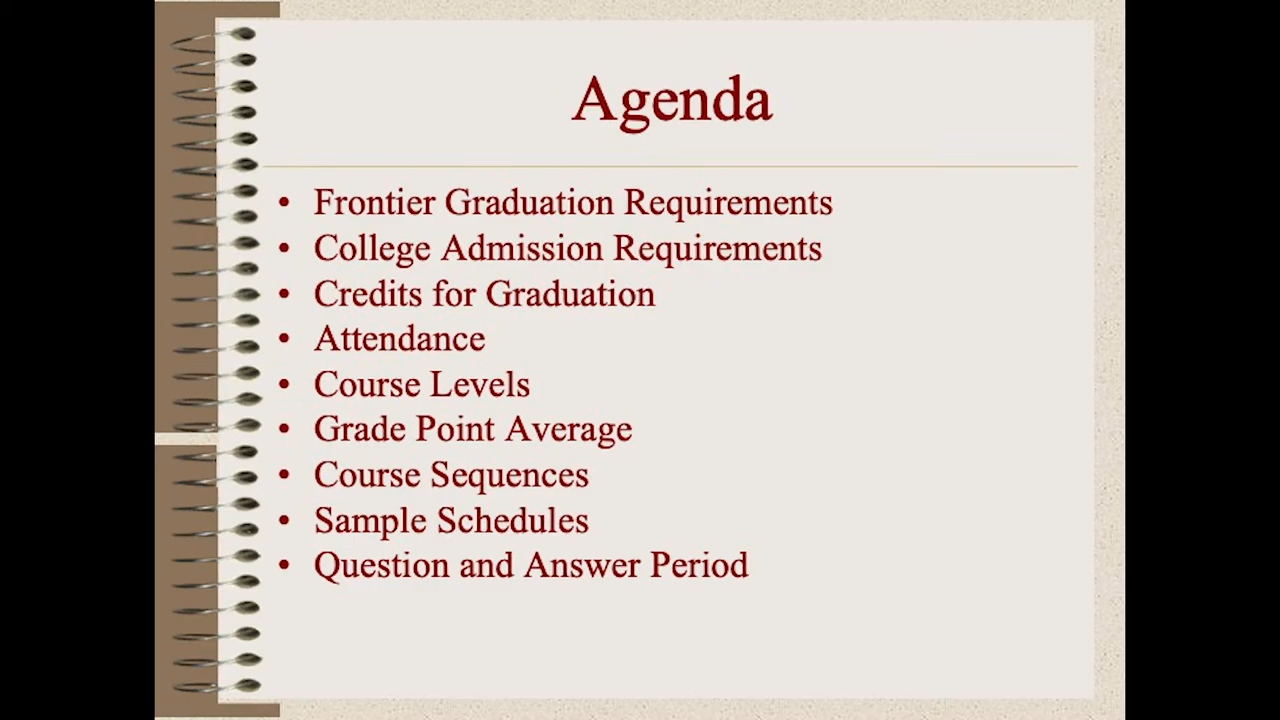 Agenda
• Frontier Graduation Requirements
• College Admission Requirements
• Credits for Graduation
• Attendance
• Course Levels
• Grade Point Average
• Course Sequences
• Sample Schedules
• Question and Answer Period